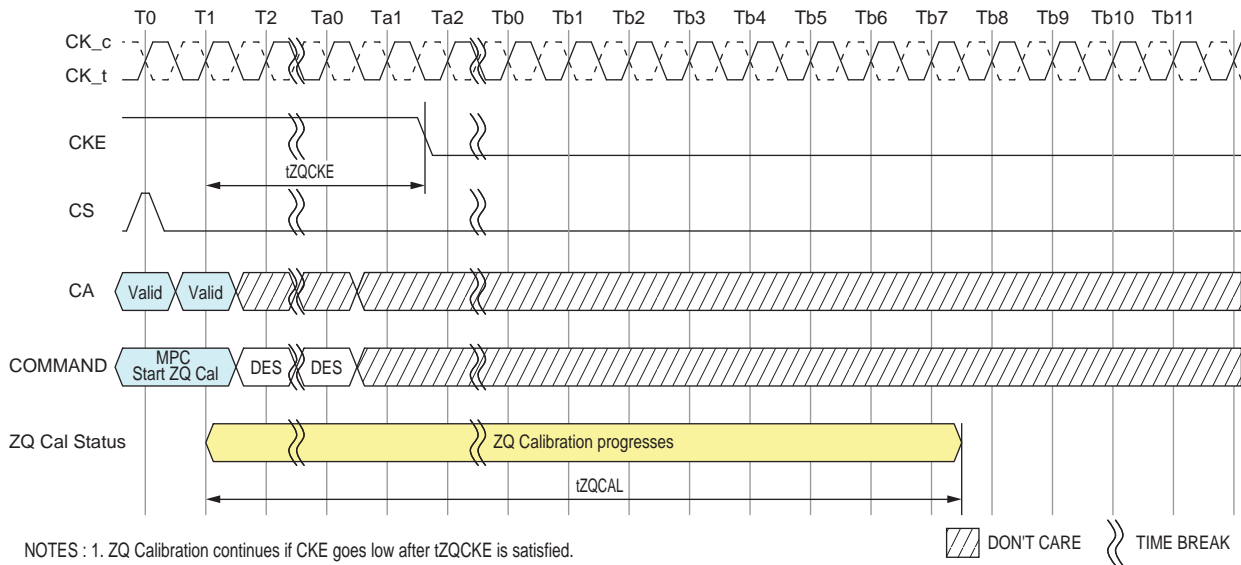 T0 T1 T2 Ta0 Ta1 Ta2 Tb0 Tb1 Tb2 Tb3 Tb4 Tb5 Tb6 Tb7 Tb8 Tb9 Tb10 Tb11
CK_c
CK_t
CKE
tZQCKE
CS
CA Valid Valid
COMMAND MPC Start ZQ Cal DES DES
ZQ Cal Status ZQ Calibration progresses
tZQCAL
NOTES : 1. ZQ Calibration continues if CKE goes low after tZQCKE is satisfied.
DON'T CARE TIME BREAK